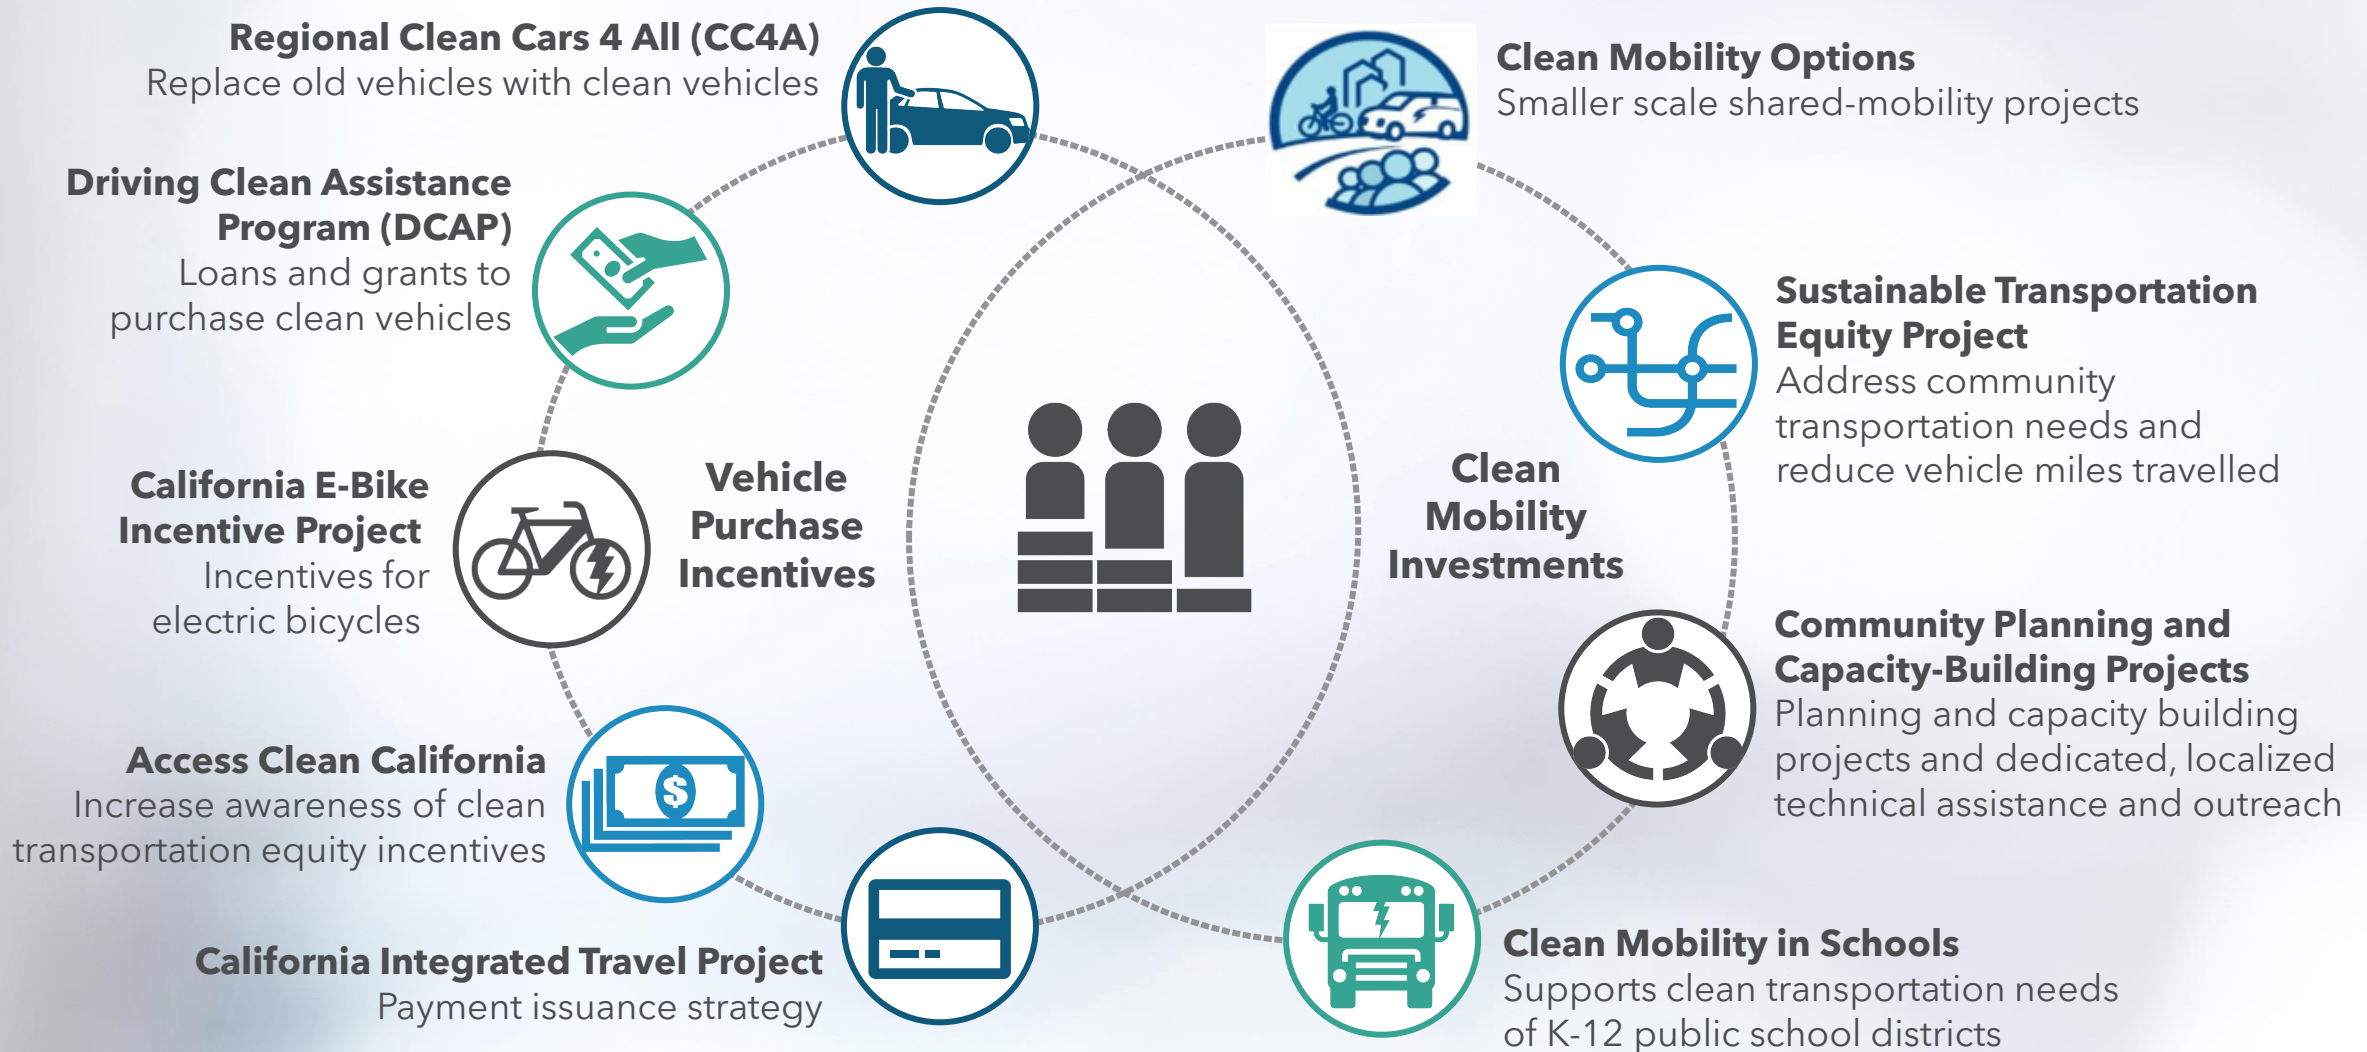 Regional Clean Cars 4 All (CC4A)
Replace old vehicles with clean vehicles
Driving Clean Assistance
Program (DCAP)
Loans and grants to
purchase clean vehicles
California E-Bike
Incentive Project
Incentives for
electric bicycles
Access Clean California
Increase awareness of clean
transportation equity incentives
California Integrated Travel Project
Payment issuance strategy
Vehicle
Purchase
Incentives
$
Clean
Mobility
Investments
Clean Mobility Options
Smaller scale shared-mobility projects
Sustainable Transportation
Equity Project
Address community
transportation needs and
reduce vehicle miles travelled
Community Planning and
Capacity-Building Projects
Planning and capacity building
projects and dedicated, localized
technical assistance and outreach
Clean Mobility in Schools
Supports clean transportation needs
of K-12 public school districts